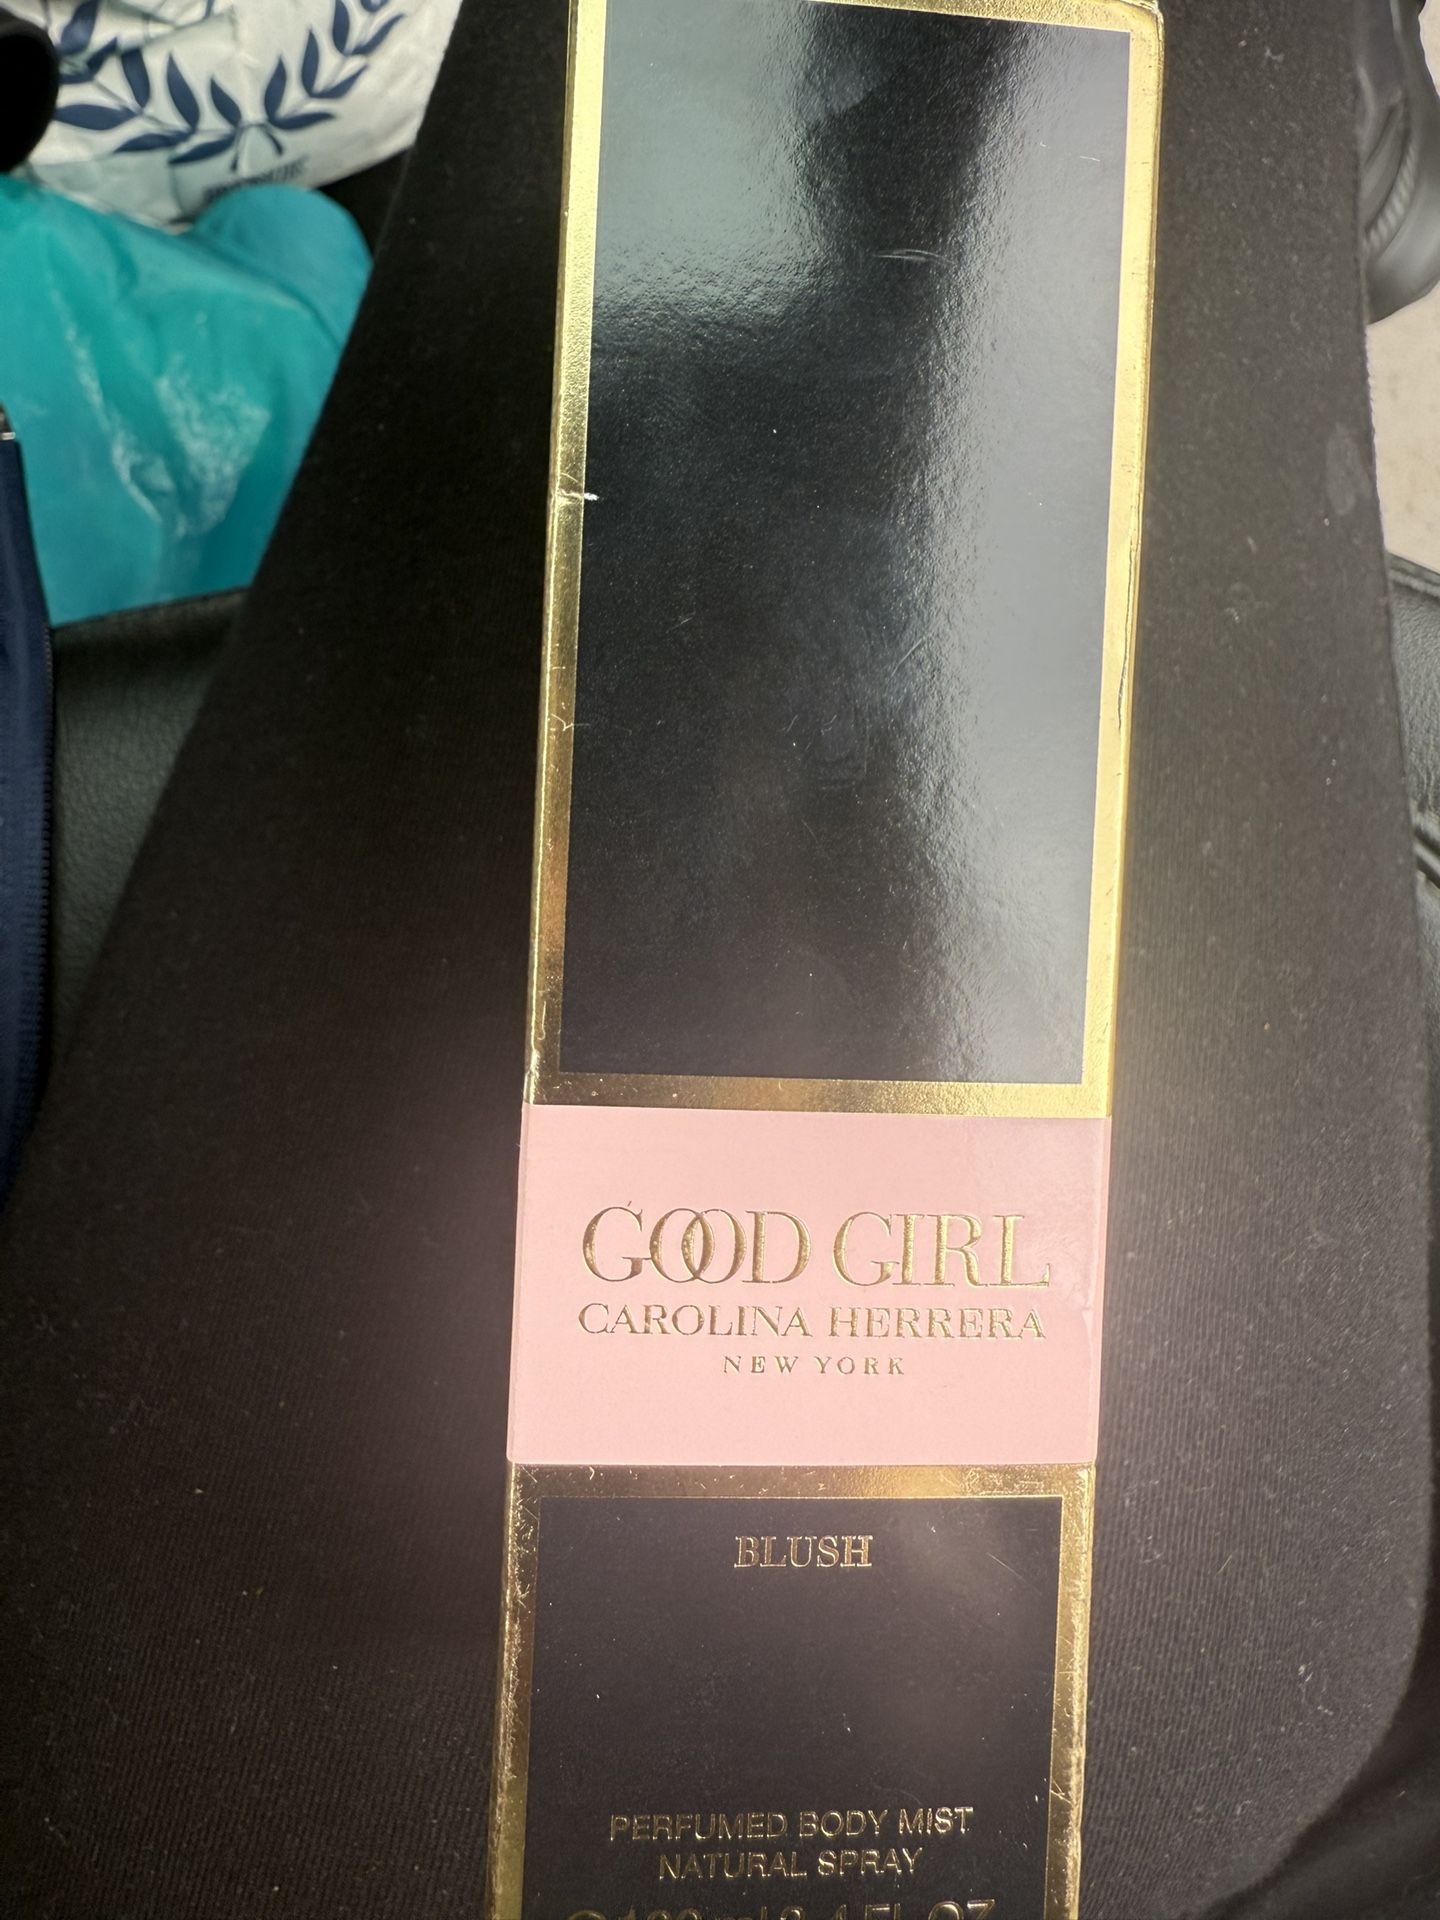 GOOD GIRL
CAROLINA HERRERA
NEW YORK
BLUSH
PERFUMED BODY MIST
NATURAL SPRAY